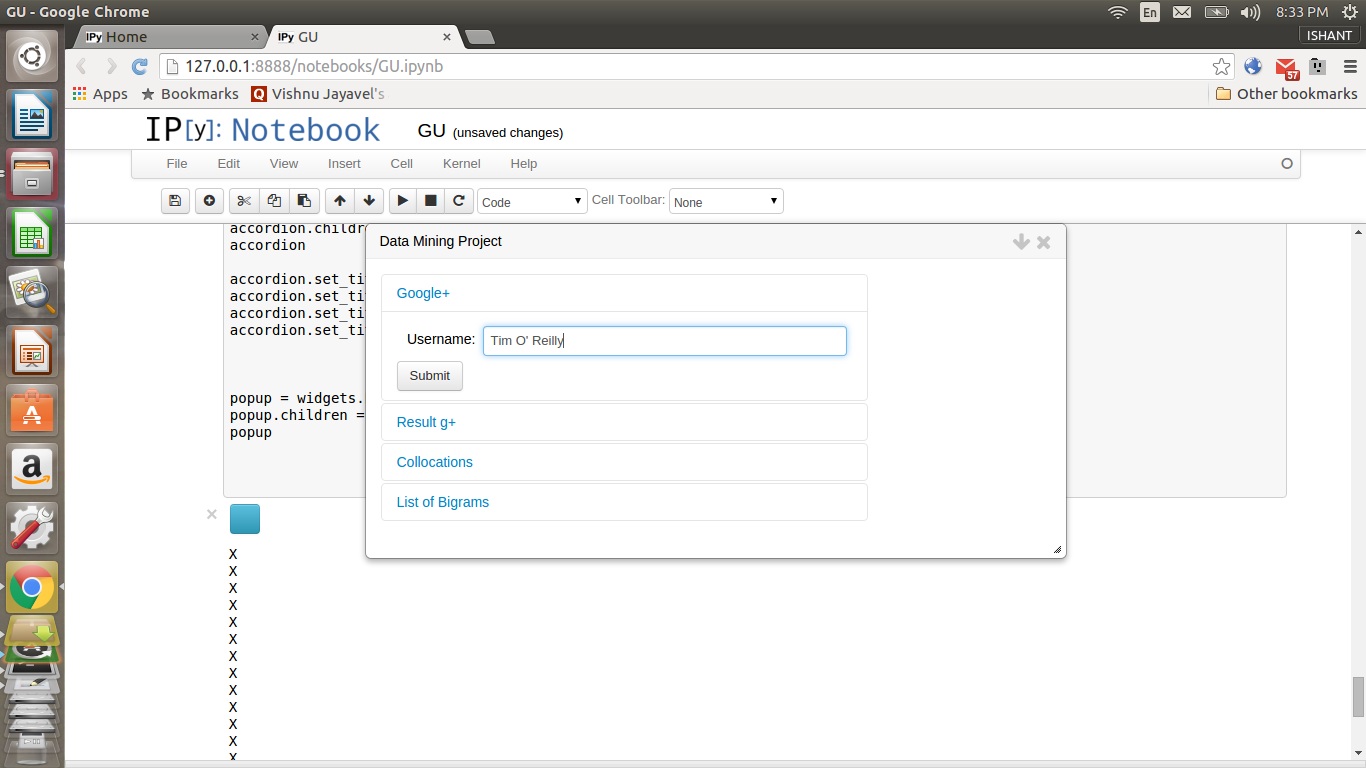 GU - Google Chrome
En
8:33 PM
IPy Home
IPy GU
ISHANT
127.0.0.1:8888/notebooks/GU.ipynb
57
Apps
Bookmarks
Vishnu Jayavel's
Other bookmarks
IP[y]: Notebook
GU (unsaved changes)
File Edit View Insert Cell Kernel Help
Code
Cell Toolbar:
None
accordion.childr
accordion
accordion.set_ti
accordion.set_ti
accordion.set_ti
accordion.set_ti
popup = widgets.
popup.children =
popup
Data Mining Project
Google+
Username:
Tim O' Reilly
Submit
Result g+
Collocations
List of Bigrams
X
X
X
X
X
X
X
X
X
X
X
X
X